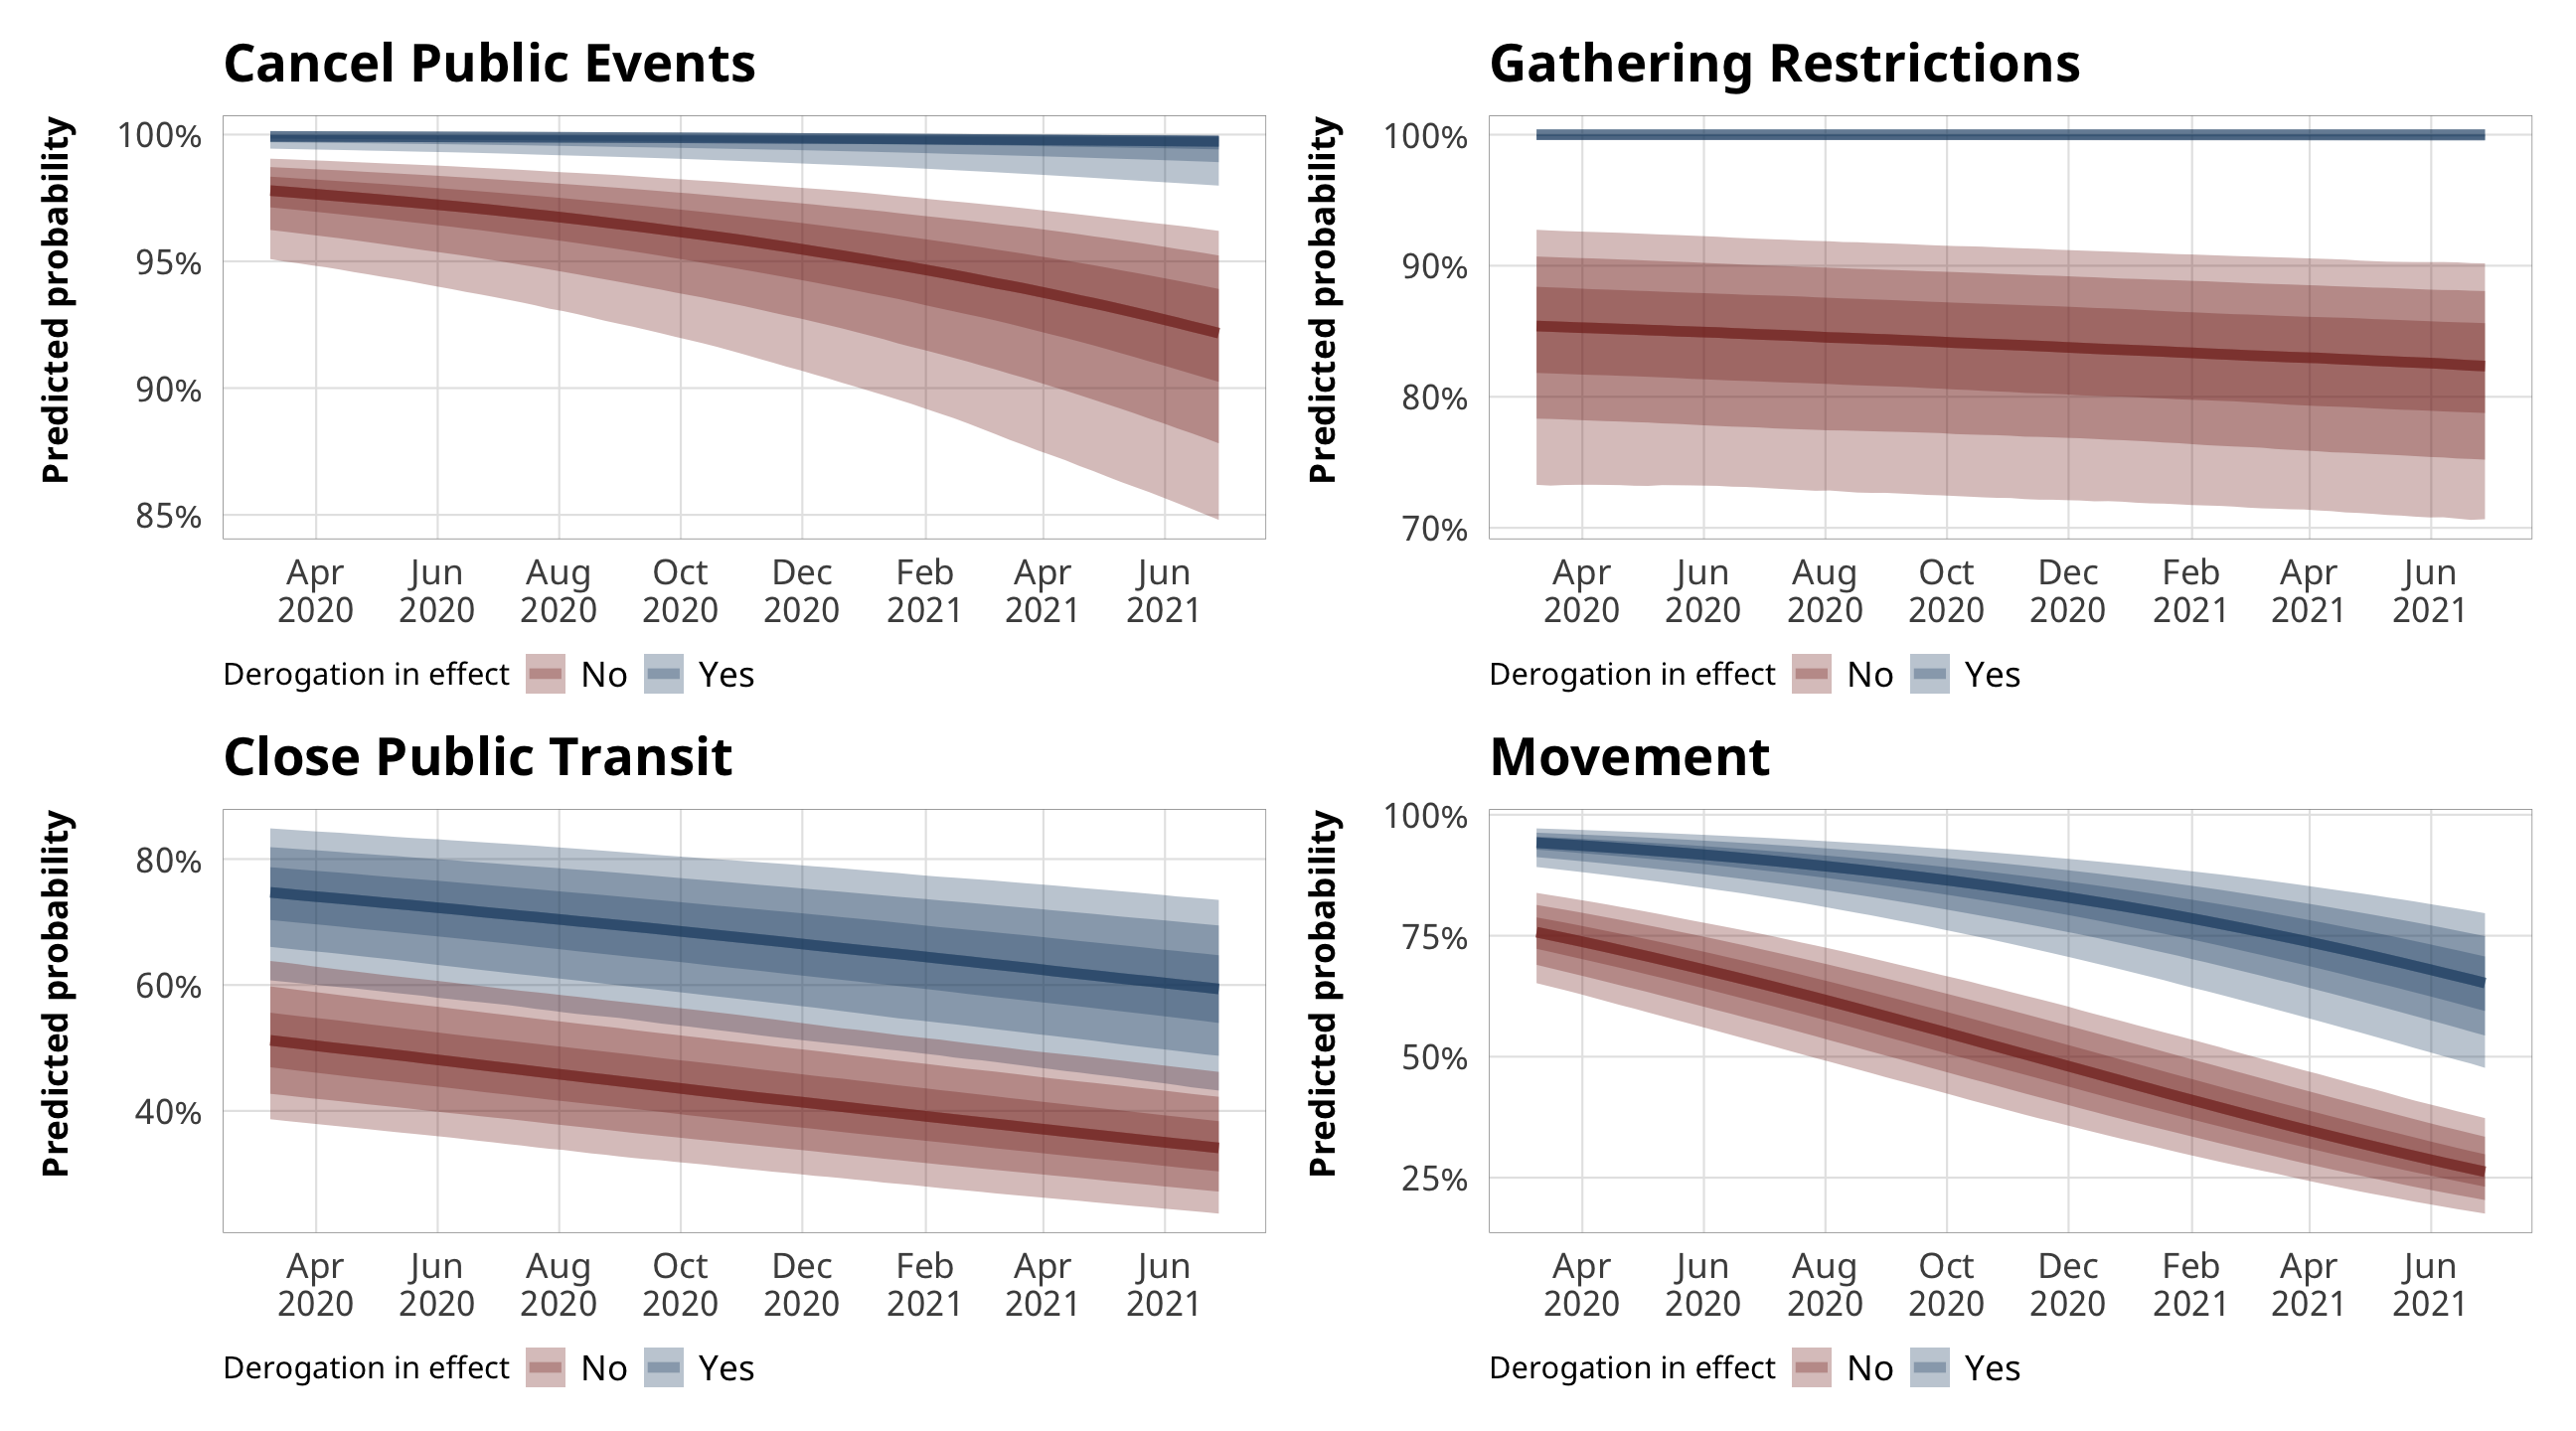 Cancel Public Events
Predicted probability
100%
95%
90%
85%
Apr Jun Aug Oct Dec Feb Apr Jun
2020 2020 2020 2020 2020 2021 2021 2021
Derogation in effect No Yes
Gathering Restrictions
Predicted probability
100%
90%
80%
70%
Apr Jun Aug Oct Dec Feb Apr Jun
2020 2020 2020 2020 2020 2021 2021 2021
Derogation in effect No Yes
Close Public Transit
Predicted probability
80%
60%
40%
Apr Jun Aug Oct Dec Feb Apr Jun
2020 2020 2020 2020 2020 2021 2021 2021
Derogation in effect No Yes
Movement
Predicted probability
100%
75%
50%
25%
Apr Jun Aug Oct Dec Feb Apr Jun
2020 2020 2020 2020 2020 2021 2021 2021
Derogation in effect No Yes